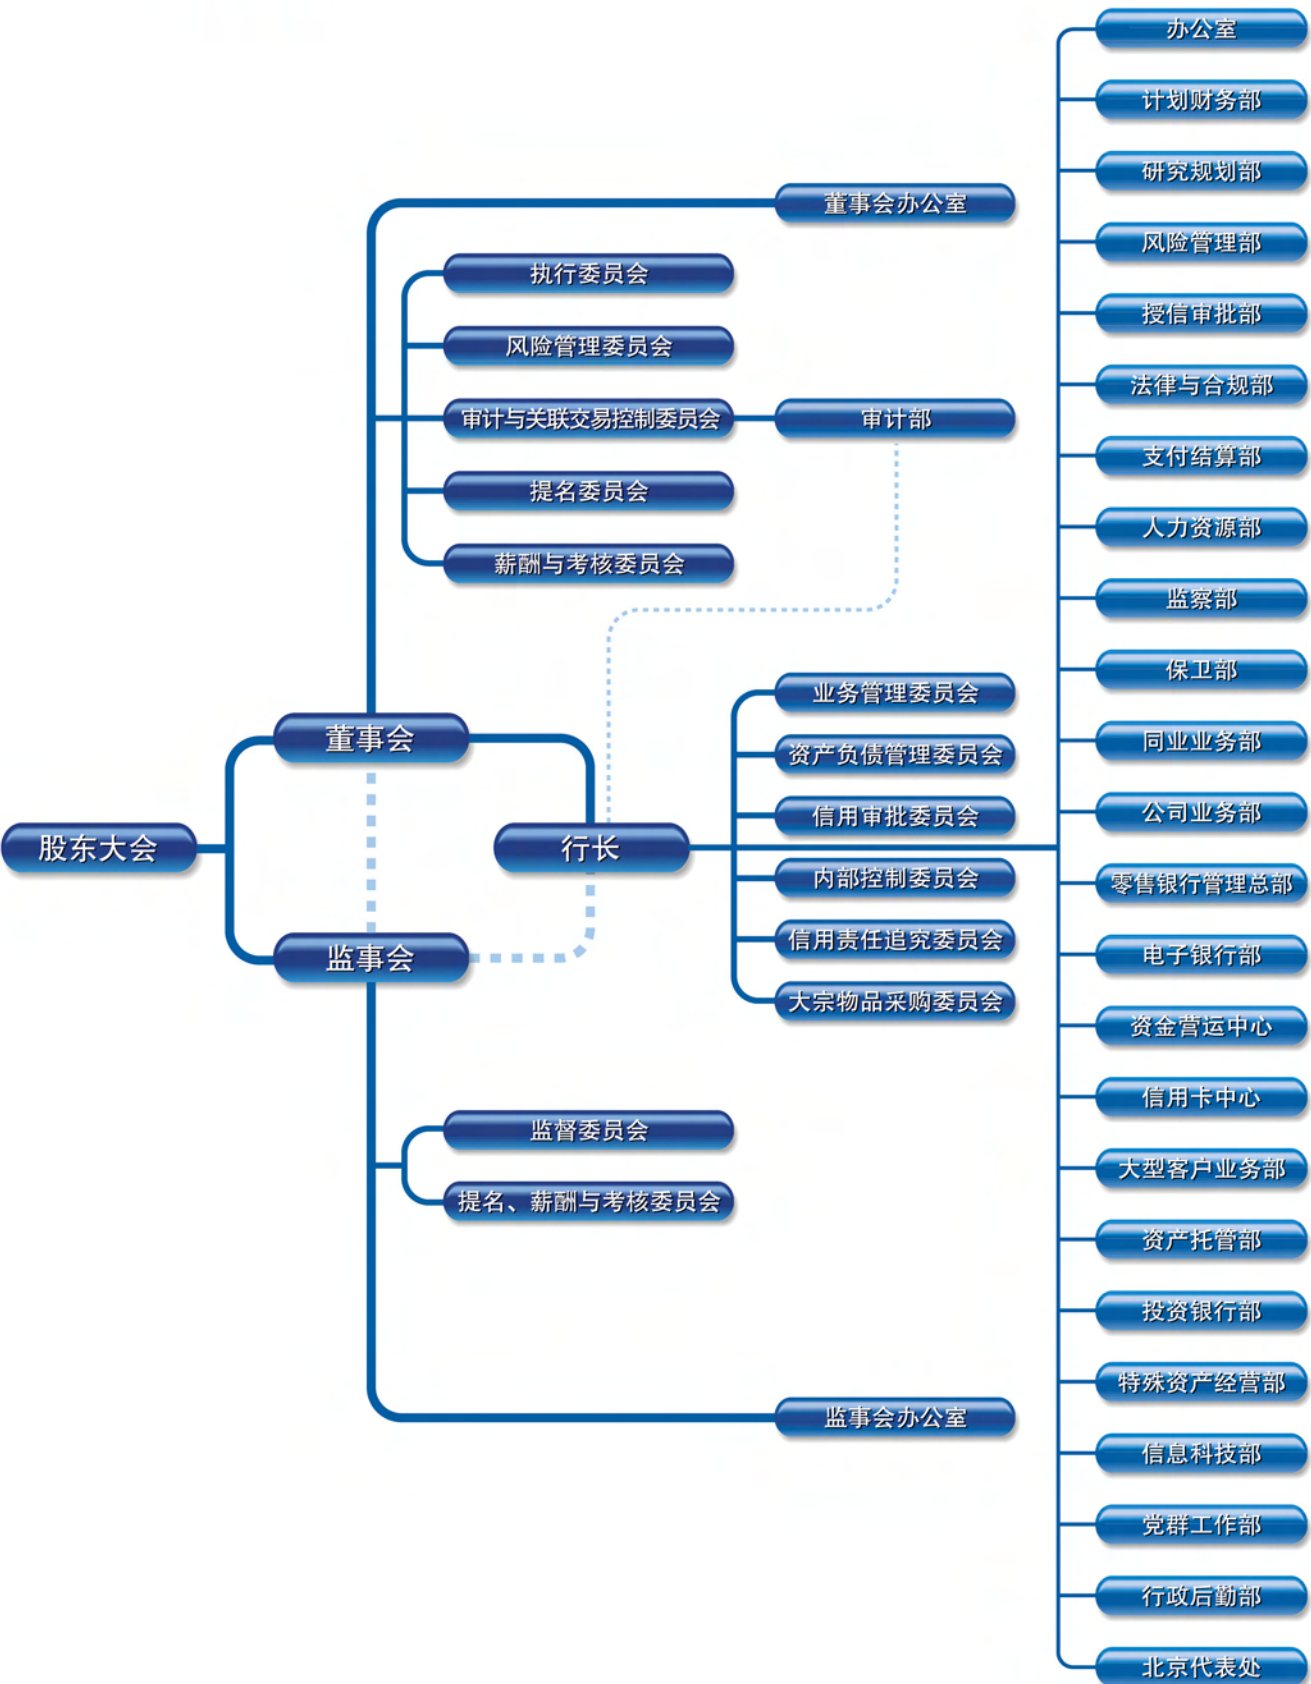 股东大会
董事会
监事会
行长
董事会办公室
执行委员会
风险管理委员会
审计与关联交易控制委员会
审计部
提名委员会
薪酬与考核委员会
业务管理委员会
资产负债管理委员会
信用审批委员会
内部控制委员会
信用责任追究委员会
大宗物品采购委员会
监督委员会
提名、薪酬与考核委员会
监事会办公室
办公室
计划财务部
研究规划部
风险管理部
授信审批部
法律与合规部
支付结算部
人力资源部
监察部
保卫部
同业业务部
公司业务部
零售银行管理总部
电子银行部
资金营运中心
信用卡中心
大型客户业务部
资产托管部
投资银行部
特殊资产经营部
信息科技部
党群工作部
行政后勤部
北京代表处